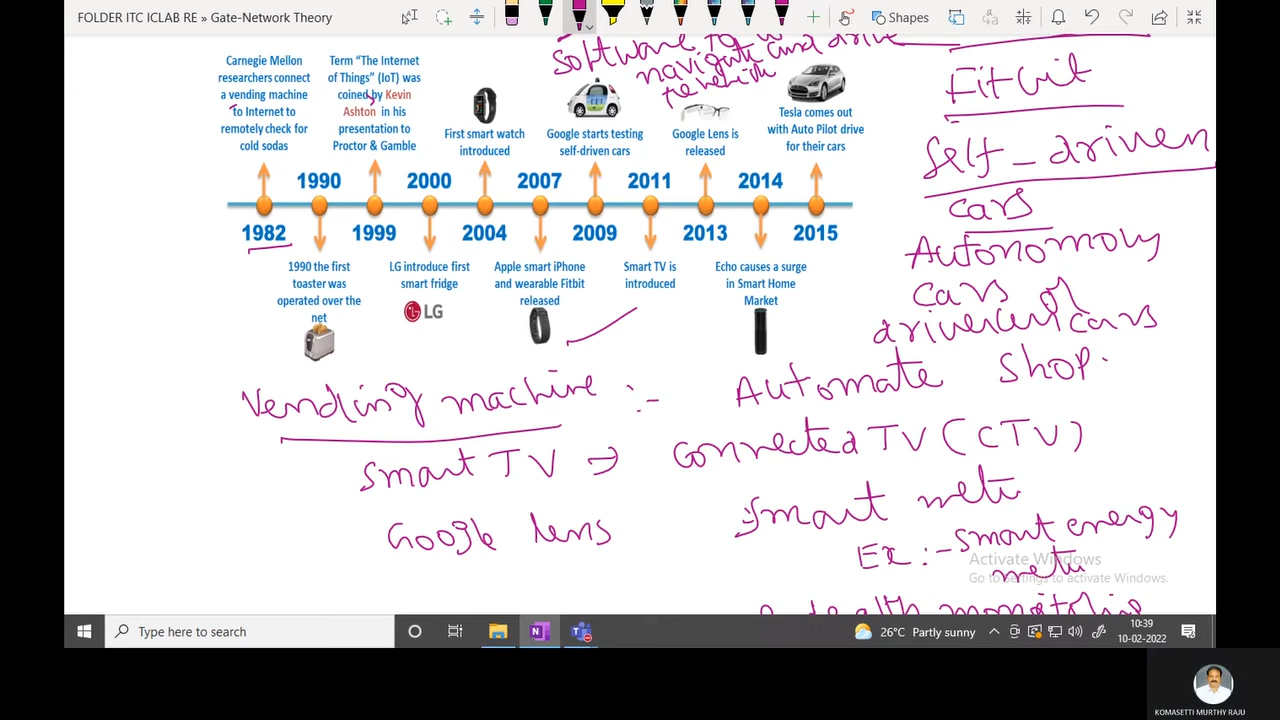 FOLDER ITC ICLAB RE » Gate-Network Theory
Shapes
Software to
navigate and drive
Carnegie Mellon
researchers connect
a vending machine
to Internet to
remotely check for
cold sodas
Term “The Internet
of Things” (IoT) was
coined by Kevin
Ashton in his
presentation to
Proctor & Gamble
First smart watch
introduced
Google starts testing
self-driven cars
Google Lens is
released
Tesla comes out
with Auto Pilot drive
for their cars
1990
2000
2007
2011
2014
1982
1999
2004
2009
2013
2015
1990 the first
toaster was
operated over the
net
LG introduce first
smart fridge
LG
Apple smart iPhone
and wearable Fitbit
released
Smart TV is
introduced
Echo causes a surge
in Smart Home
Market
Fitbit
Self-driven
cars
Autonomous
cars or
cars
Vending machine :- Automate Shop.
Smart TV => Connected TV (CTV)
Google lens
Smart
Ex :- smart energy
Health monitoring
Activate Windows
Go to Settings to activate Windows.
Type here to search
26°C Partly sunny
10:39
10-02-2022
KOMASETTI MURTHY RAJU